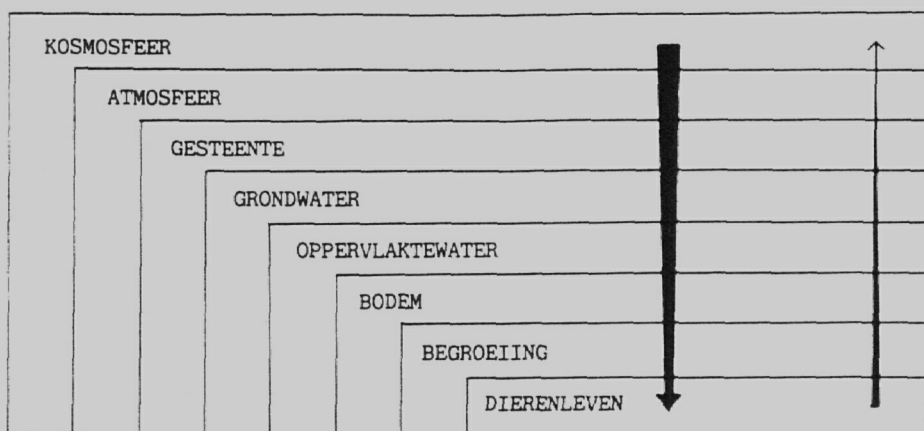 KOSMOSFEER
ATMOSFEER
GESTEENTE
GRONDWATER
OPPERVLAKTEWATER
BODEM
BEGROEIING
DIERENLEVEN